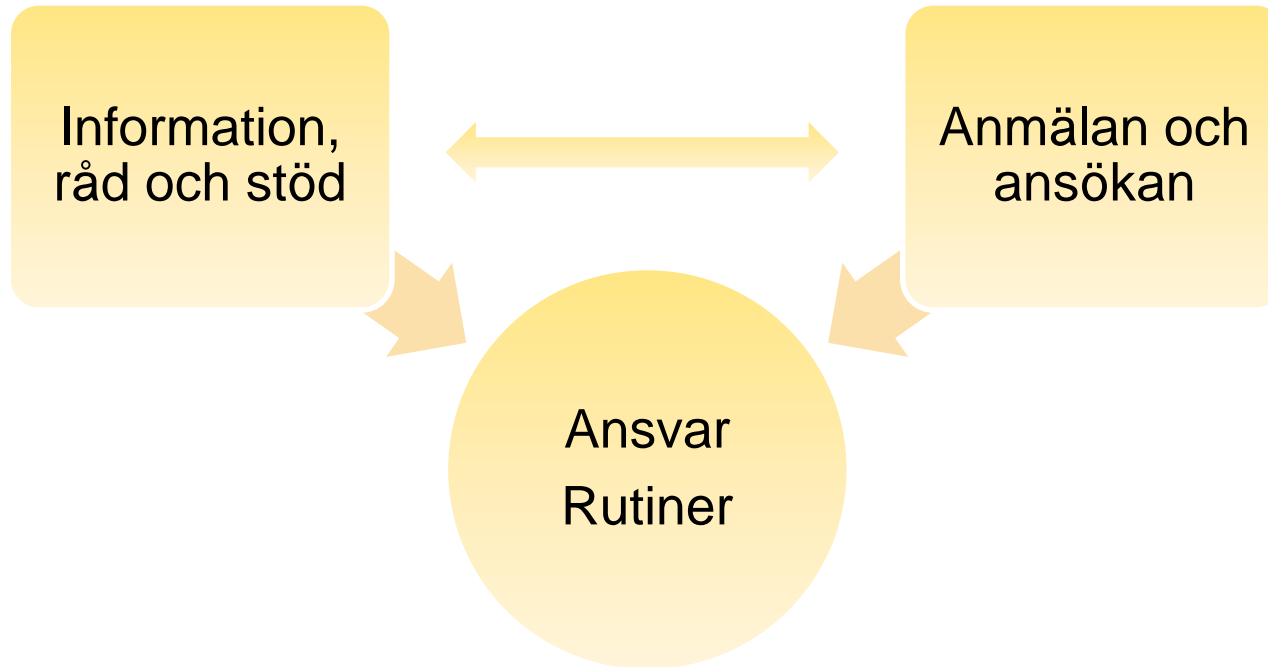 Information,
råd och stöd
Anmälan och
ansökan
Ansvar
Rutiner